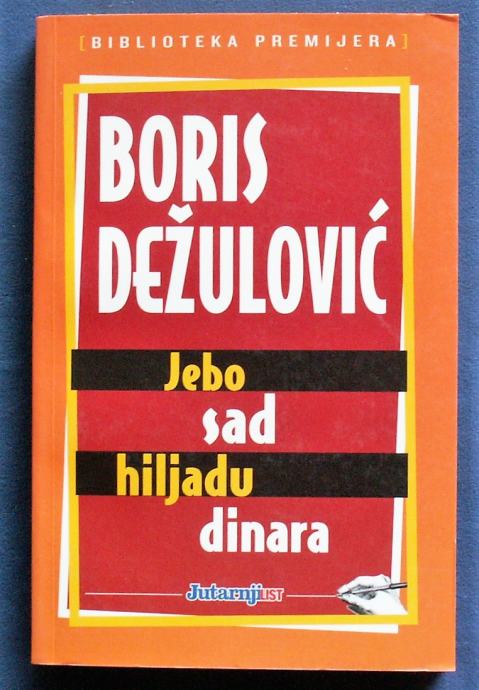 [BIBLIOTEKA PREMIJERA]
BORIS
DEŽULOVIĆ
Jebo
sad
hiljadu
dinara
Jutarnji LIST